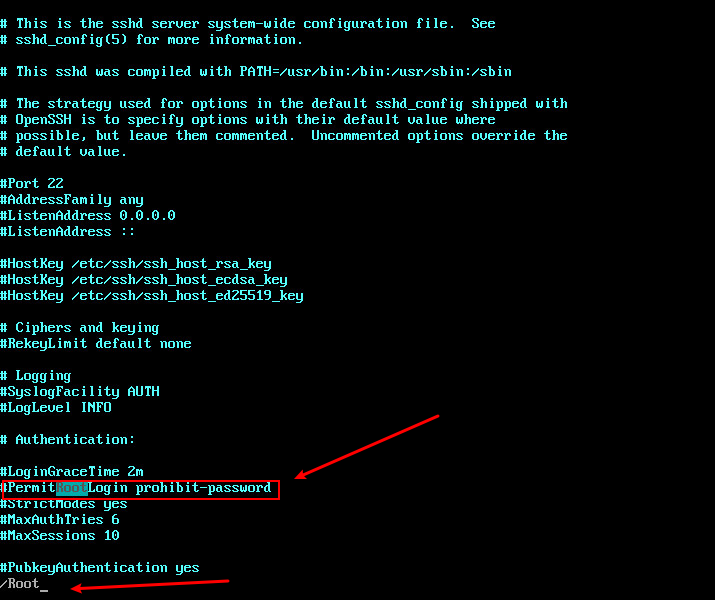 # This is the sshd server system-wide configuration file.  See
# sshd_config(5) for more information.
# This sshd was compiled with PATH=/usr/bin:/bin:/usr/sbin:/sbin
# The strategy used for options in the default sshd_config shipped with
# OpenSSH is to specify options with their default value where
# possible, but leave them commented.  Uncommented options override the
# default value.
#Port 22
#AddressFamily any
#ListenAddress 0.0.0.0
#ListenAddress ::
#HostKey /etc/ssh/ssh_host_rsa_key
#HostKey /etc/ssh/ssh_host_ecdsa_key
#HostKey /etc/ssh/ssh_host_ed25519_key
# Ciphers and keying
#RekeyLimit default none
# Logging
#SyslogFacility AUTH
#LogLevel INFO
# Authentication:
#LoginGraceTime 2m
#PermitRootLogin prohibit-password
#StrictModes yes
#MaxAuthTries 6
#MaxSessions 10
#PubkeyAuthentication yes
/Root_